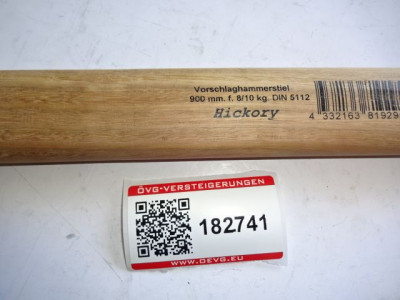 Vorschlaghammerstiel
900 mm. f. 8/10 kg. DIN 5112
Hickory
4 332163 81929
ÖVG-VERSTEIGERUNGEN
182741
WWW.OEVG.EU